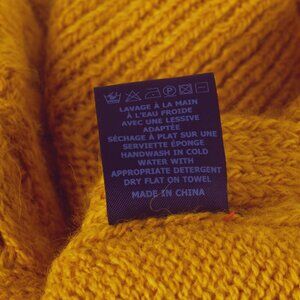 LAVAGE À LA MAIN
À L'EAU FROIDE
AVEC UNE LESSIVE
ADAPTÉE
SÉCHAGE À PLAT SUR UNE
SERVIETTE ÉPONGE
HANDWASH IN COLD
WATER WITH
APPROPRIATE DETERGENT
DRY FLAT ON TOWEL
MADE IN CHINA